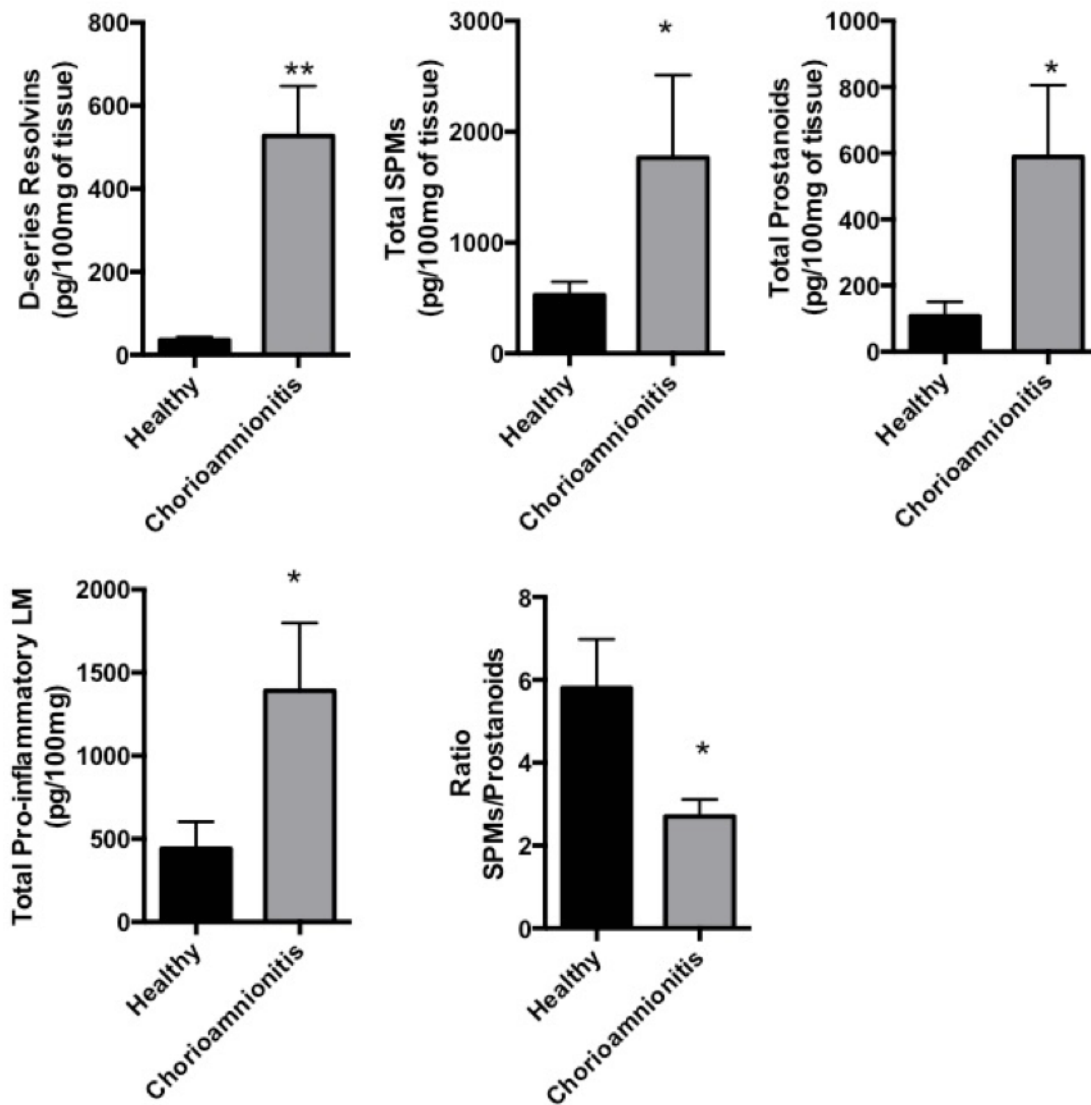 D-series Resolvins
(pg/100mg of tissue)
800
600
400
200
0
**
Healthy
Chorioamnionitis
Total SPMs
(pg/100mg of tissue)
3000
2000
1000
0
*
Healthy
Chorioamnionitis
Total Prostanoids
(pg/100mg of tissue)
1000
800
600
400
200
0
*
Healthy
Chorioamnionitis
Total Pro-inflammatory LM
(pg/100mg)
2000
1500
1000
500
0
*
Healthy
Chorioamnionitis
Ratio
SPMs/Prostanoids
8
6
4
2
0
*
Healthy
Chorioamnionitis